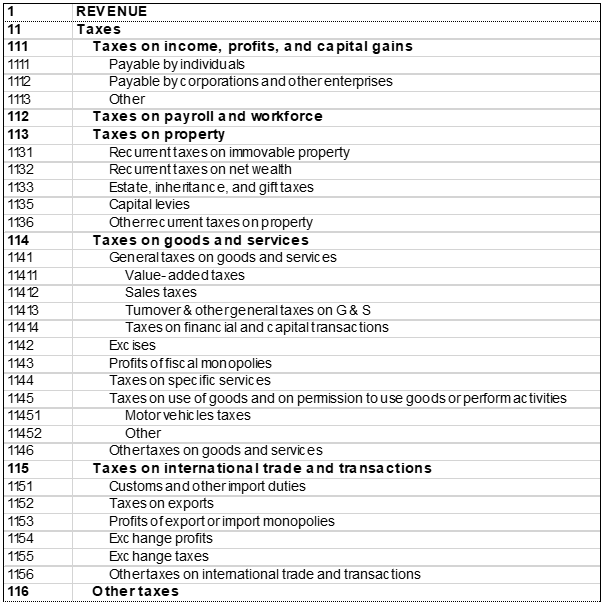 1 REVENUE
11 Taxes
111 Taxes on income, profits, and capital gains
1111 Payable by individuals
1112 Payable by corporations and other enterprises
1113 Other
112 Taxes on payroll and workforce
113 Taxes on property
1131 Recurrent taxes on immovable property
1132 Recurrent taxes on net wealth
1133 Estate, inheritance, and gift taxes
1135 Capital levies
1136 Other recurrent taxes on property
114 Taxes on goods and services
1141 General taxes on goods and services
11411 Value-added taxes
11412 Sales taxes
11413 Turnover & other general taxes on G & S
11414 Taxes on financial and capital transactions
1142 Excises
1143 Profits of fiscal monopolies
1144 Taxes on specific services
1145 Taxes on use of goods and on permission to use goods or perform activities
11451 Motor vehicles taxes
11452 Other
1146 Other taxes on goods and services
115 Taxes on international trade and transactions
1151 Customs and other import duties
1152 Taxes on exports
1153 Profits of export or import monopolies
1154 Exchange profits
1155 Exchange taxes
1156 Other taxes on international trade and transactions
116 Other taxes